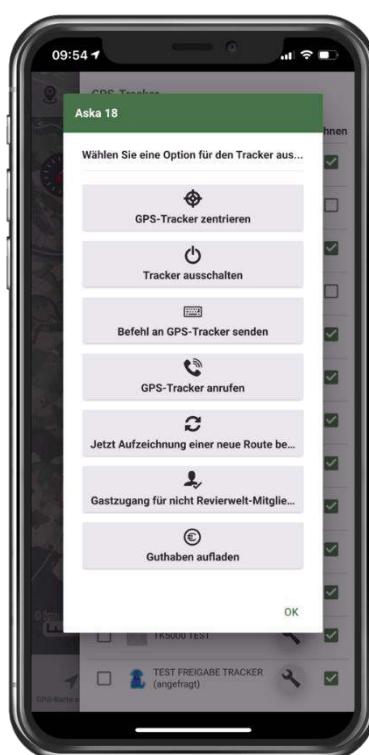 09:54
GPS-Tracker
Aska 18
hnen
Wählen Sie eine Option für den Tracker aus...
GPS-Tracker zentrieren
Tracker ausschalten
Befehl an GPS-Tracker senden
GPS-Tracker anrufen
Jetzt Aufzeichnung einer neue Route be...
Gastzugang für nicht Revierwelt-Mitglie...
Guthaben aufladen
OK
TK5000 TEST
TEST FREIGABE TRACKER
(angefragt)
GPS-Karte